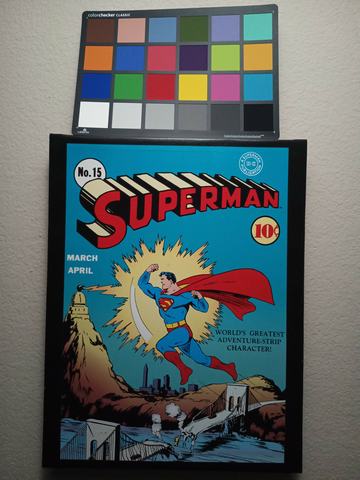 colorchecker CLASSIC
No. 15
SUPERMAN
10¢
MARCH
APRIL
WORLD'S GREATEST
ADVENTURE-STRIP
CHARACTER!